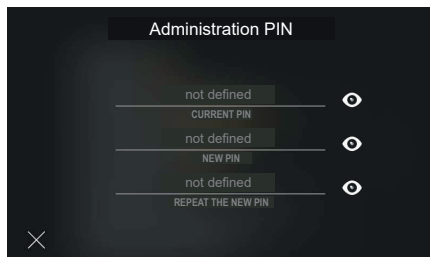 Administration PIN
not defined
CURRENT PIN
not defined
NEW PIN
not defined
REPEAT THE NEW PIN